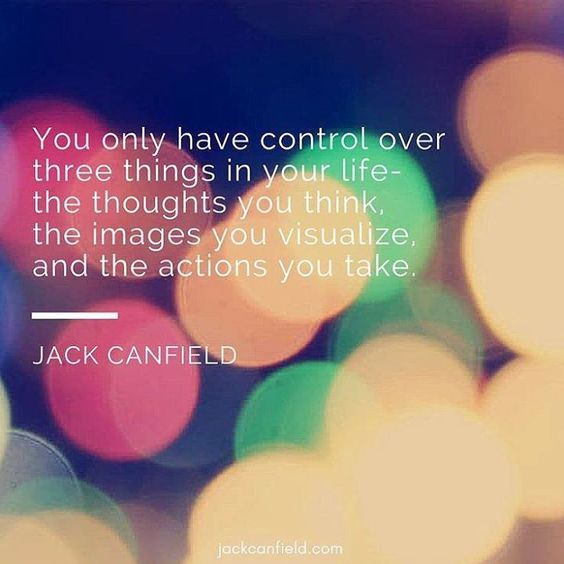 You only have control over
three things in your life-
the thoughts you think,
the images you visualize,
and the actions you take.
JACK CANFIELD
jackcanfield.com